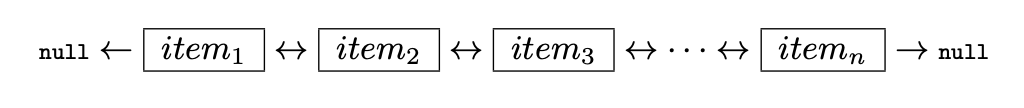 null ← item₁ ↔ item₂ ↔ item₃ ↔ ⋯ ↔ itemₙ → null